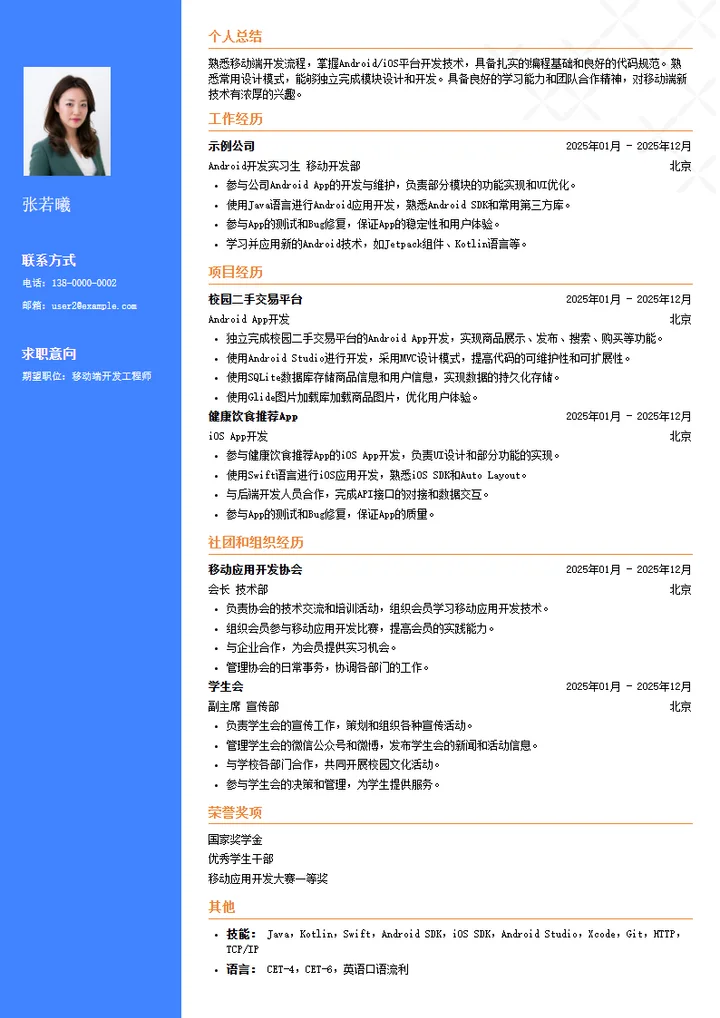 张若曦
联系方式
电话：138-0000-0002
邮箱：user2@example.com
求职意向
期望职位：移动端开发工程师
个人总结
熟悉移动端开发流程，掌握Android/iOS平台开发技术，具备扎实的编程基础和良好的代码规范。熟
悉常用设计模式，能够独立完成模块设计和开发。具备良好的学习能力和团队合作精神，对移动端新
技术有浓厚的兴趣。
工作经历
示例公司 2025年01月 - 2025年12月
Android开发实习生 移动开发部 北京
• 参与公司Android App的开发与维护，负责部分模块的功能实现和UI优化。
• 使用Java语言进行Android应用开发，熟悉Android SDK和常用第三方库。
• 参与App的测试和Bug修复，保证App的稳定性和用户体验。
• 学习并应用新的Android技术，如Jetpack组件、Kotlin语言等。
项目经历
校园二手交易平台 2025年01月 - 2025年12月
Android App开发 北京
• 独立完成校园二手交易平台的Android App开发，实现商品展示、发布、搜索、购买等功能。
• 使用Android Studio进行开发，采用MVC设计模式，提高代码的可维护性和可扩展性。
• 使用SQLite数据库存储商品信息和用户信息，实现数据的持久化存储。
• 使用Glide图片加载库加载商品图片，优化用户体验。
健康饮食推荐App 2025年01月 - 2025年12月
iOS App开发 北京
• 参与健康饮食推荐App的iOS App开发，负责UI设计和部分功能的实现。
• 使用Swift语言进行iOS应用开发，熟悉iOS SDK和Auto Layout。
• 与后端开发人员合作，完成API接口的对接和数据交互。
• 参与App的测试和Bug修复，保证App的质量。
社团和组织经历
移动应用开发协会 2025年01月 - 2025年12月
会长 技术部 北京
• 负责协会的技术交流和培训活动，组织会员学习移动应用开发技术。
• 组织会员参与移动应用开发比赛，提高会员的实践能力。
• 与企业合作，为会员提供实习机会。
• 管理协会的日常事务，协调各部门的工作。
学生会 2025年01月 - 2025年12月
副主席 宣传部 北京
• 负责学生会的宣传工作，策划和组织各种宣传活动。
• 管理学生会的微信公众号和微博，发布学生会的新闻和活动信息。
• 与学校各部门合作，共同开展校园文化活动。
• 参与学生会的决策和管理，为学生提供服务。
荣誉奖项
国家奖学金
优秀学生干部
移动应用开发大赛一等奖
其他
• 技能： Java，Kotlin，Swift，Android SDK，iOS SDK，Android Studio，Xcode，Git，HTTP，
TCP/IP
• 语言： CET-4，CET-6，英语口语流利